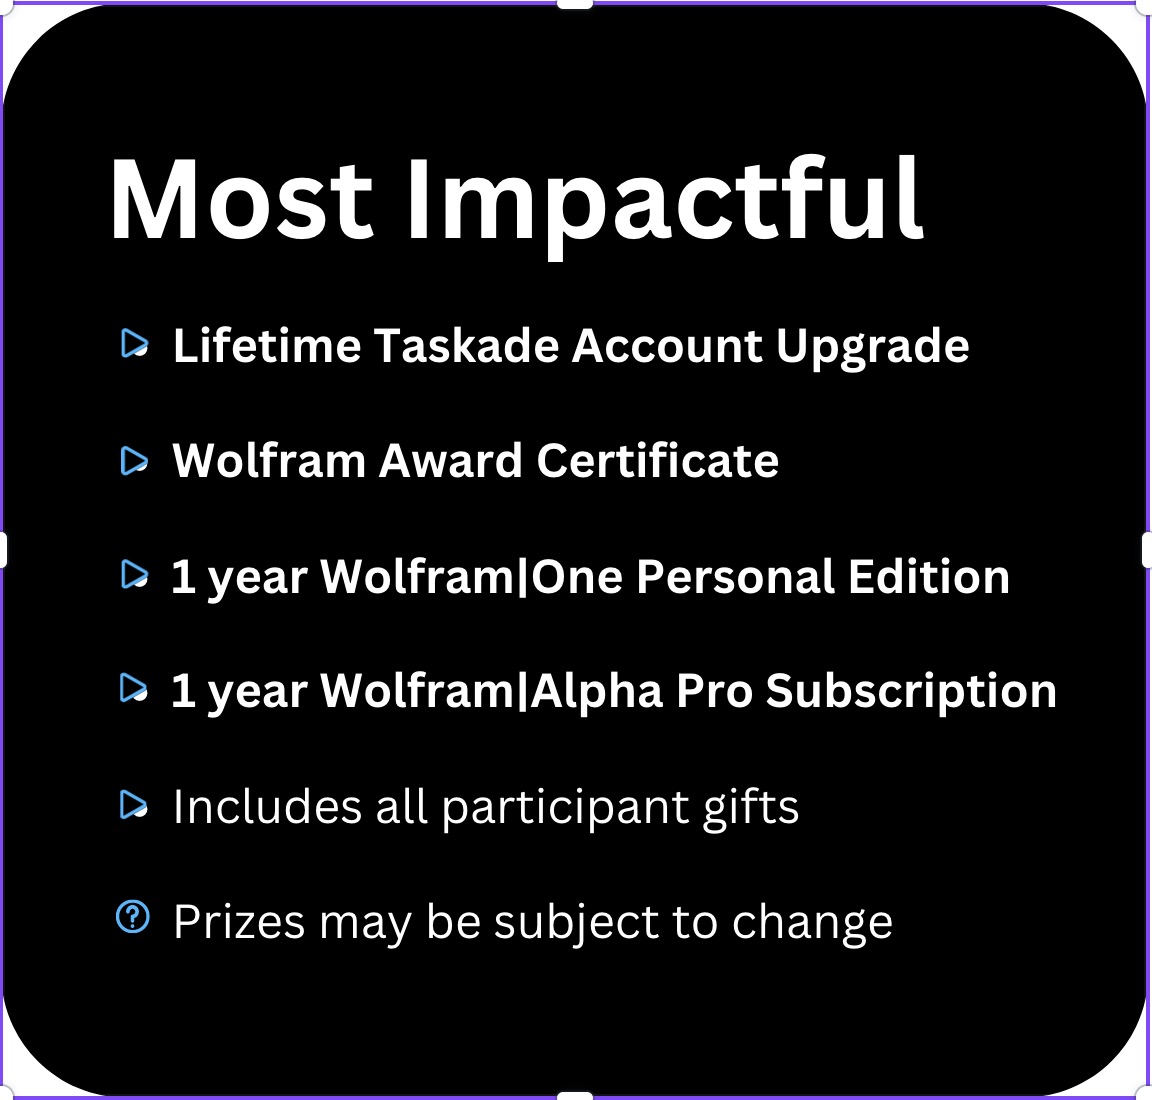 Most Impactful
Lifetime Taskade Account Upgrade
Wolfram Award Certificate
1 year Wolfram|One Personal Edition
1 year Wolfram|Alpha Pro Subscription
Includes all participant gifts
Prizes may be subject to change